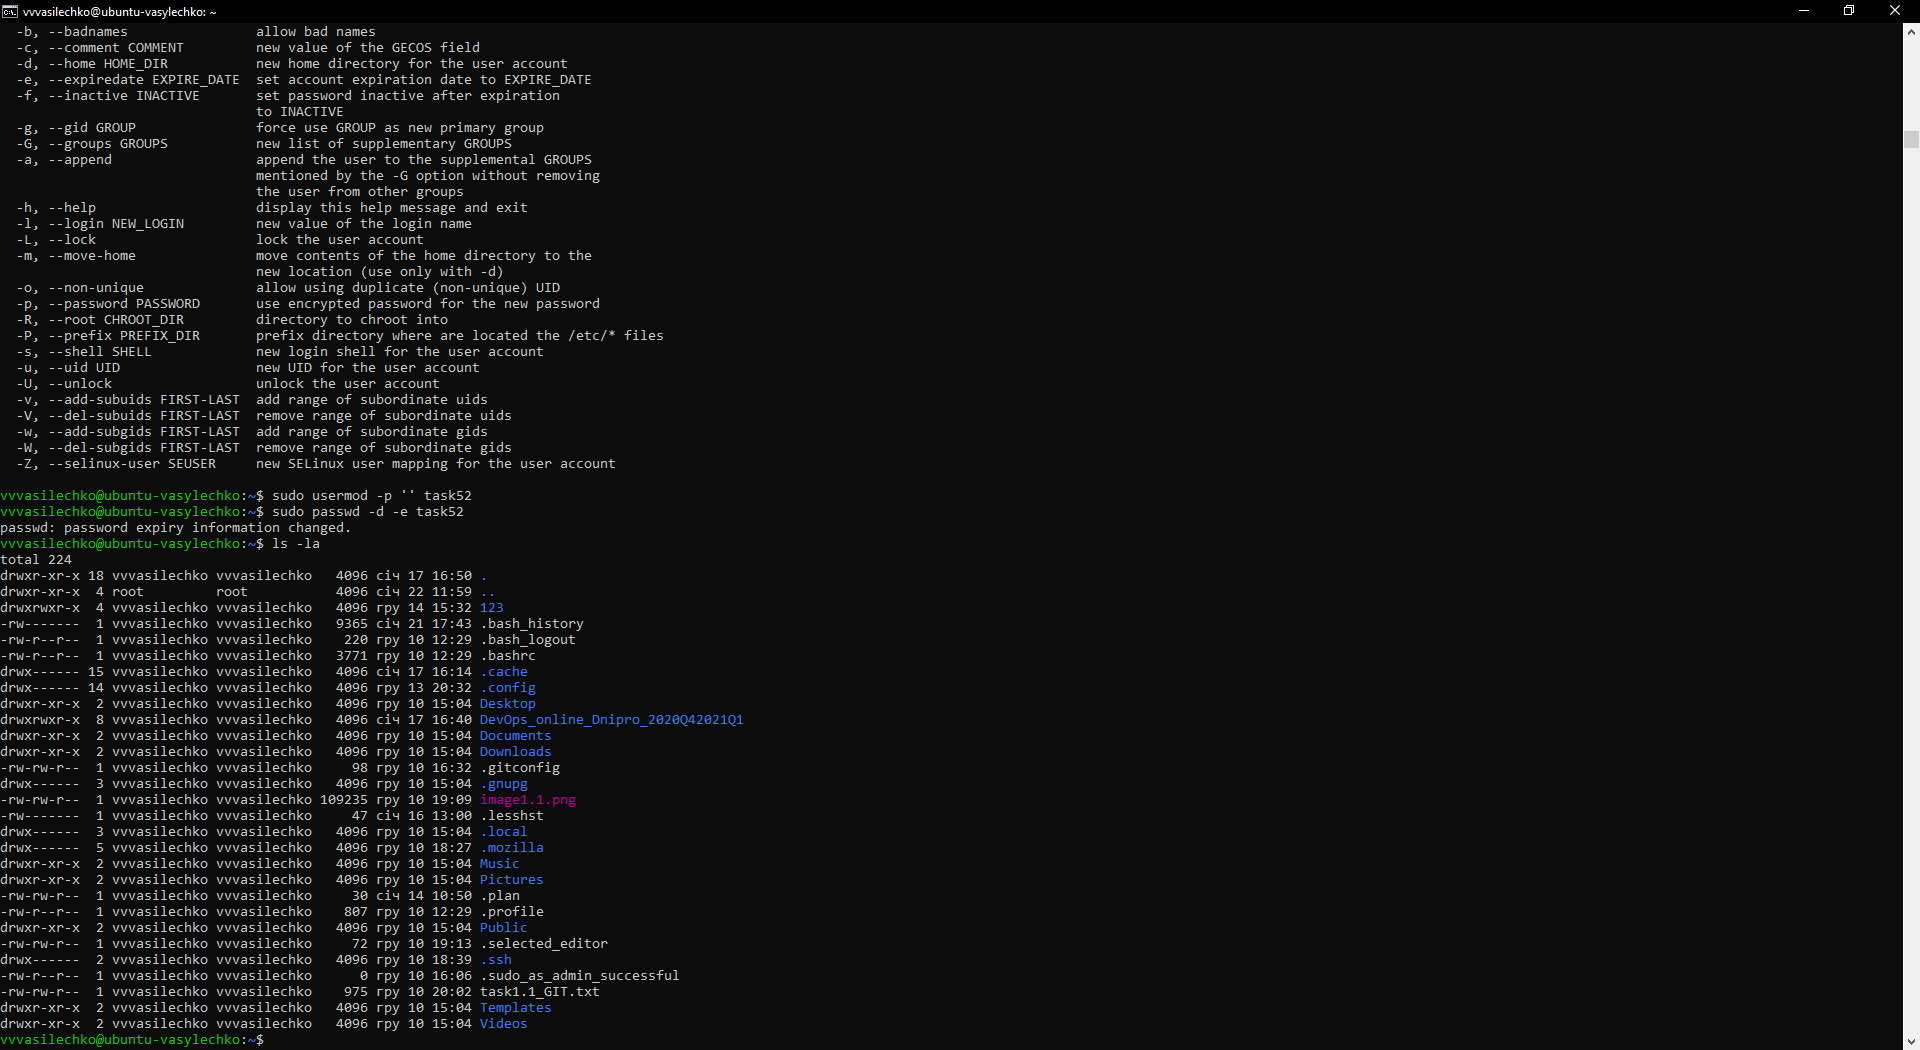 vvvasilechko@ubuntu-vasylechko: ~
-b, --badnames                allow bad names
-c, --comment COMMENT         new value of the GECOS field
-d, --home HOME_DIR           new home directory for the user account
-e, --expiredate EXPIRE_DATE  set account expiration date to EXPIRE_DATE
-f, --inactive INACTIVE       set password inactive after expiration
                              to INACTIVE
-g, --gid GROUP               force use GROUP as new primary group
-G, --groups GROUPS           new list of supplementary GROUPS
-a, --append                  append the user to the supplemental GROUPS
                              mentioned by the -G option without removing
                              the user from other groups
-h, --help                    display this help message and exit
-l, --login NEW_LOGIN         new value of the login name
-L, --lock                    lock the user account
-m, --move-home               move contents of the home directory to the
                              new location (use only with -d)
-o, --non-unique              allow using duplicate (non-unique) UID
-p, --password PASSWORD       use encrypted password for the new password
-R, --root CHROOT_DIR         directory to chroot into
-P, --prefix PREFIX_DIR       prefix directory where are located the /etc/* files
-s, --shell SHELL             new login shell for the user account
-u, --uid UID                 new UID for the user account
-U, --unlock                  unlock the user account
-v, --add-subuids FIRST-LAST  add range of subordinate uids
-V, --del-subuids FIRST-LAST  remove range of subordinate uids
-w, --add-subgids FIRST-LAST  add range of subordinate gids
-W, --del-subgids FIRST-LAST  remove range of subordinate gids
-Z, --selinux-user SEUSER     new SELinux user mapping for the user account
vvvasilechko@ubuntu-vasylechko:~$ sudo usermod -p '' task52
vvvasilechko@ubuntu-vasylechko:~$ sudo passwd -d -e task52
passwd: password expiry information changed.
vvvasilechko@ubuntu-vasylechko:~$ ls -la
total 224
drwxr-xr-x 18 vvvasilechko vvvasilechko   4096 січ 17 16:50 .
drwxr-xr-x  4 root         root           4096 січ 22 11:59 ..
drwxrwxr-x  4 vvvasilechko vvvasilechko   4096 гру 14 15:32 123
-rw-------  1 vvvasilechko vvvasilechko   9365 січ 21 17:43 .bash_history
-rw-r--r--  1 vvvasilechko vvvasilechko    220 гру 10 12:29 .bash_logout
-rw-r--r--  1 vvvasilechko vvvasilechko   3771 гру 10 12:29 .bashrc
drwx------ 15 vvvasilechko vvvasilechko   4096 січ 17 16:14 .cache
drwx------ 14 vvvasilechko vvvasilechko   4096 гру 13 20:32 .config
drwxr-xr-x  2 vvvasilechko vvvasilechko   4096 гру 10 15:04 Desktop
drwxrwxr-x  8 vvvasilechko vvvasilechko   4096 січ 17 16:40 DevOps_online_Dnipro_2020Q42021Q1
drwxr-xr-x  2 vvvasilechko vvvasilechko   4096 гру 10 15:04 Documents
drwxr-xr-x  2 vvvasilechko vvvasilechko   4096 гру 10 15:04 Downloads
-rw-rw-r--  1 vvvasilechko vvvasilechko     98 гру 10 16:32 .gitconfig
drwx------  3 vvvasilechko vvvasilechko   4096 гру 10 15:04 .gnupg
-rw-rw-r--  1 vvvasilechko vvvasilechko 109235 гру 10 19:09 image1.1.png
-rw-------  1 vvvasilechko vvvasilechko     47 січ 16 13:00 .lesshst
drwx------  3 vvvasilechko vvvasilechko   4096 гру 10 15:04 .local
drwx------  5 vvvasilechko vvvasilechko   4096 гру 10 18:27 .mozilla
drwxr-xr-x  2 vvvasilechko vvvasilechko   4096 гру 10 15:04 Music
drwxr-xr-x  2 vvvasilechko vvvasilechko   4096 гру 10 15:04 Pictures
-rw-rw-r--  1 vvvasilechko vvvasilechko     30 січ 14 10:50 .plan
-rw-r--r--  1 vvvasilechko vvvasilechko    807 гру 10 12:29 .profile
drwxr-xr-x  2 vvvasilechko vvvasilechko   4096 гру 10 15:04 Public
-rw-rw-r--  1 vvvasilechko vvvasilechko     72 гру 10 19:13 .selected_editor
drwx------  2 vvvasilechko vvvasilechko   4096 гру 10 18:39 .ssh
-rw-r--r--  1 vvvasilechko vvvasilechko      0 гру 10 16:06 .sudo_as_admin_successful
-rw-rw-r--  1 vvvasilechko vvvasilechko    975 гру 10 20:02 task1.1_GIT.txt
drwxr-xr-x  2 vvvasilechko vvvasilechko   4096 гру 10 15:04 Templates
drwxr-xr-x  2 vvvasilechko vvvasilechko   4096 гру 10 15:04 Videos
vvvasilechko@ubuntu-vasylechko:~$